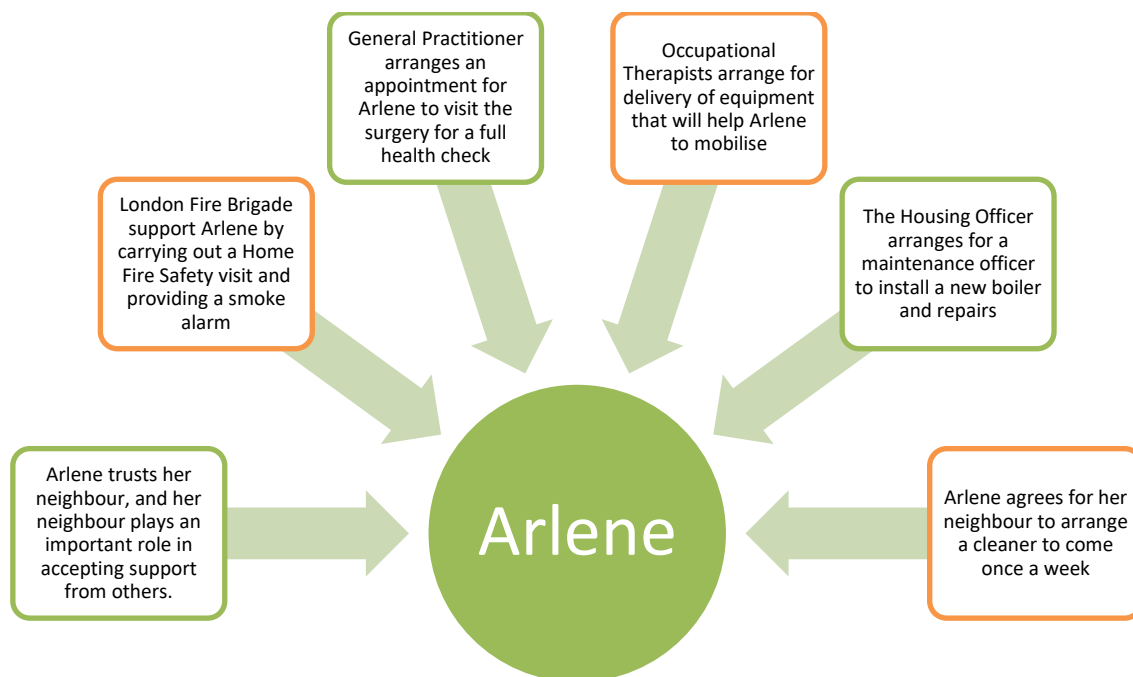 General Practitioner
arranges an
appointment for
Arlene to visit the
surgery for a full
health check
Occupational
Therapists arrange for
delivery of equipment
that will help Arlene
to mobilise
London Fire Brigade
support Arlene by
carrying out a Home
Fire Safety visit and
providing a smoke
alarm
The Housing Officer
arranges for a
maintenance officer
to install a new boiler
and repairs
Arlene trusts her
neighbour, and her
neighbour plays an
important role in
accepting support
from others.
Arlene
Arlene agrees for her
neighbour to arrange
a cleaner to come
once a week